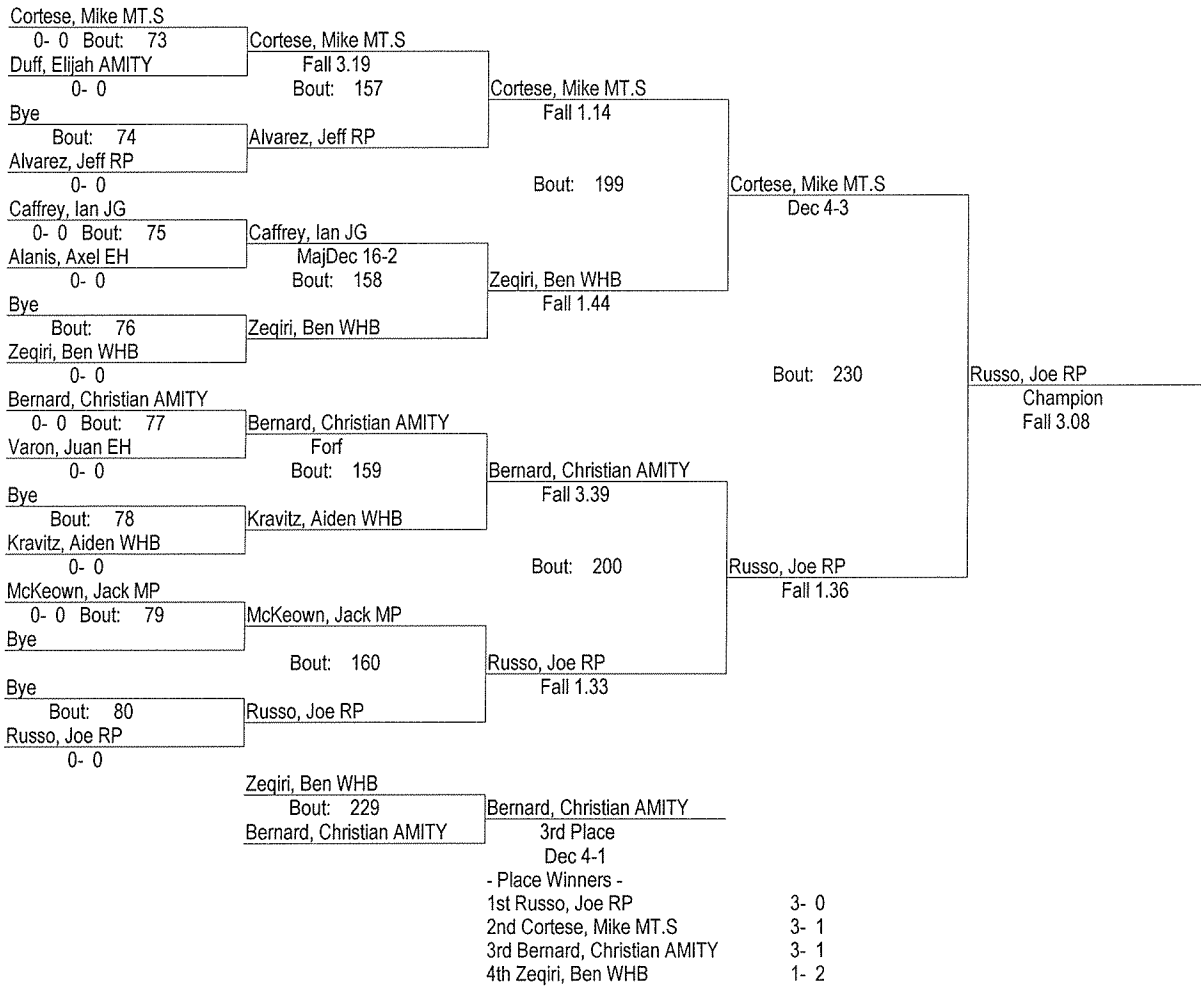 Cortese, Mike MT.S
0- 0 Bout: 73
Duff, Elijah AMITY
0- 0
Bye
Bout: 74
Alvarez, Jeff RP
0- 0
Caffrey, Ian JG
0- 0 Bout: 75
Alanis, Axel EH
0- 0
Bye
Bout: 76
Zeqiri, Ben WHB
0- 0
Bernard, Christian AMITY
0- 0 Bout: 77
Varon, Juan EH
0- 0
Bye
Bout: 78
Kravitz, Aiden WHB
0- 0
McKeown, Jack MP
0- 0 Bout: 79
Bye
Bye
Bout: 80
Russo, Joe RP
0- 0
Cortese, Mike MT.S
Fall 3.19
Bout: 157
Alvarez, Jeff RP
Caffrey, Ian JG
MajDec 16-2
Bout: 158
Zeqiri, Ben WHB
Bernard, Christian AMITY
Forf
Bout: 159
Kravitz, Aiden WHB
McKeown, Jack MP
Bout: 160
Russo, Joe RP
Cortese, Mike MT.S
Fall 1.14
Bout: 199
Zeqiri, Ben WHB
Fall 1.44
Bernard, Christian AMITY
Fall 3.39
Bout: 200
Russo, Joe RP
Fall 1.33
Cortese, Mike MT.S
Dec 4-3
Bout: 230
Russo, Joe RP
Fall 1.36
Russo, Joe RP
Champion
Fall 3.08
Zeqiri, Ben WHB
Bout: 229
Bernard, Christian AMITY
Bernard, Christian AMITY
3rd Place
Dec 4-1
- Place Winners -
1st Russo, Joe RP 3- 0
2nd Cortese, Mike MT.S 3- 1
3rd Bernard, Christian AMITY 3- 1
4th Zeqiri, Ben WHB 1- 2